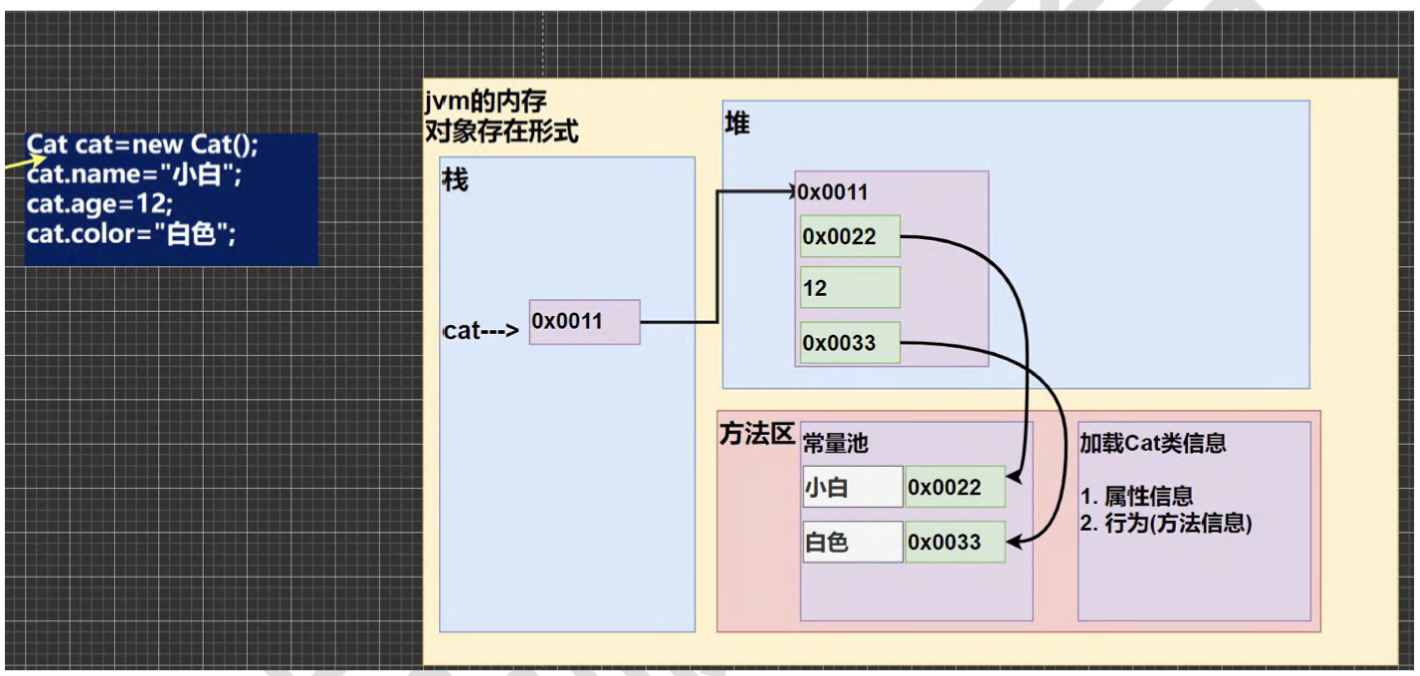 Cat cat=new Cat();
cat.name="小白";
cat.age=12;
cat.color="白色";
jvm的内存
对象存在形式
栈
cat---> 0x0011
堆
0x0011
0x0022
12
0x0033
方法区
常量池
小白 0x0022
白色 0x0033
加载Cat类信息
1. 属性信息
2. 行为(方法信息)